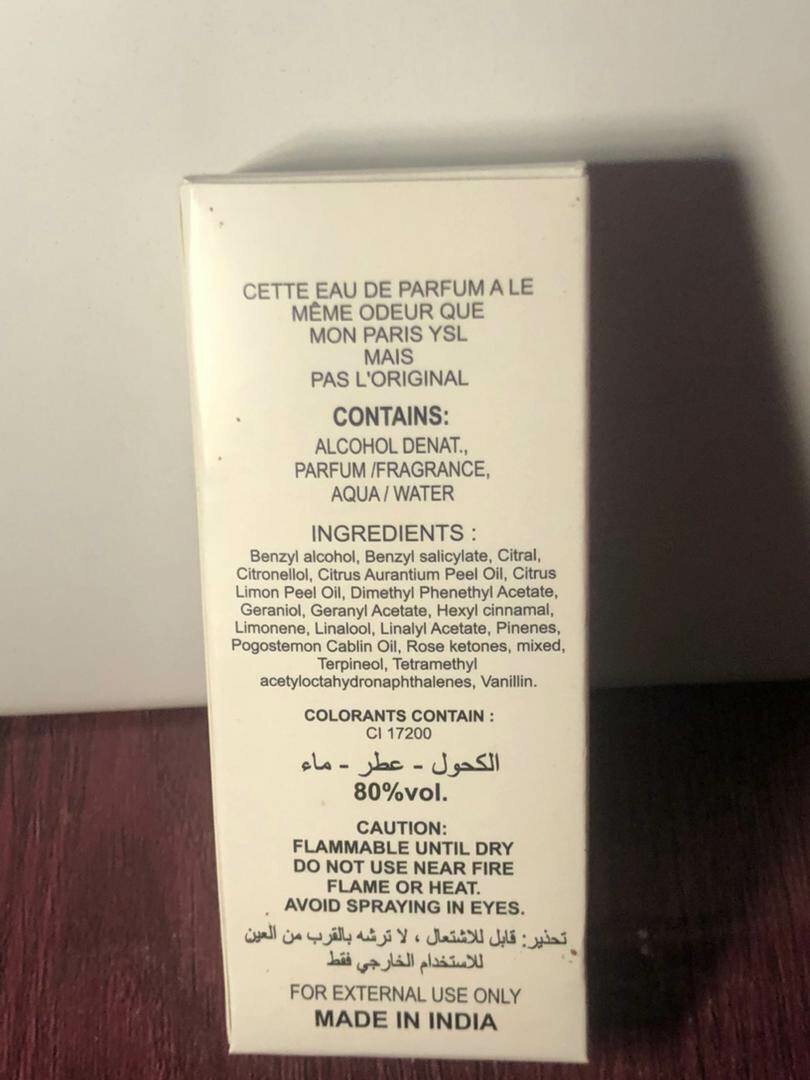 CETTE EAU DE PARFUM A LE
MÊME ODEUR QUE
MON PARIS YSL
MAIS
PAS L'ORIGINAL
CONTAINS:
ALCOHOL DENAT.,
PARFUM /FRAGRANCE,
AQUA / WATER
INGREDIENTS :
Benzyl alcohol, Benzyl salicylate, Citral,
Citronellol, Citrus Aurantium Peel Oil, Citrus
Limon Peel Oil, Dimethyl Phenethyl Acetate,
Geraniol, Geranyl Acetate, Hexyl cinnamal,
Limonene, Linalool, Linalyl Acetate, Pinenes,
Pogostemon Cablin Oil, Rose ketones, mixed,
Terpineol, Tetramethyl
acetyloctahydronaphthalenes, Vanillin.
COLORANTS CONTAIN :
CI 17200
الكحول - عطر - ماء
80%vol.
CAUTION:
FLAMMABLE UNTIL DRY
DO NOT USE NEAR FIRE
FLAME OR HEAT.
AVOID SPRAYING IN EYES.
تحذير: قابل للاشتعال ، لا ترشه بالقرب من العين
للاستخدام الخارجي فقط
FOR EXTERNAL USE ONLY
MADE IN INDIA